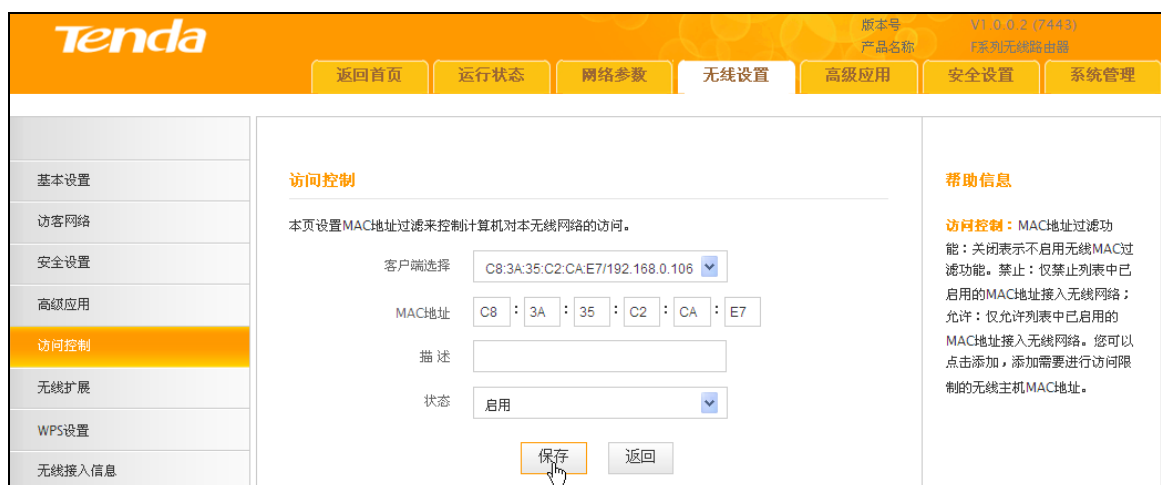 Tenda
版本号 V1.0.0.2 (7443)
产品名称 F系列无线路由器
返回首页 运行状态 网络参数 无线设置 高级应用 安全设置 系统管理
基本设置
访客网络
安全设置
高级应用
访问控制
无线扩展
WPS设置
无线接入信息
访问控制
本页设置MAC地址过滤来控制计算机对本无线网络的访问。
客户端选择 C8:3A:35:C2:CA:E7/192.168.0.106
MAC地址 C8 : 3A : 35 : C2 : CA : E7
描述
状态 启用
保存 返回
帮助信息
访问控制：MAC地址过滤功
能：关闭表示不启用无线MAC过
滤功能。禁止：仅禁止列表中已
启用的MAC地址接入无线网络；
允许：仅允许列表中已启用的
MAC地址接入无线网络。您可以
点击添加，添加需要进行访问限
制的无线主机MAC地址。